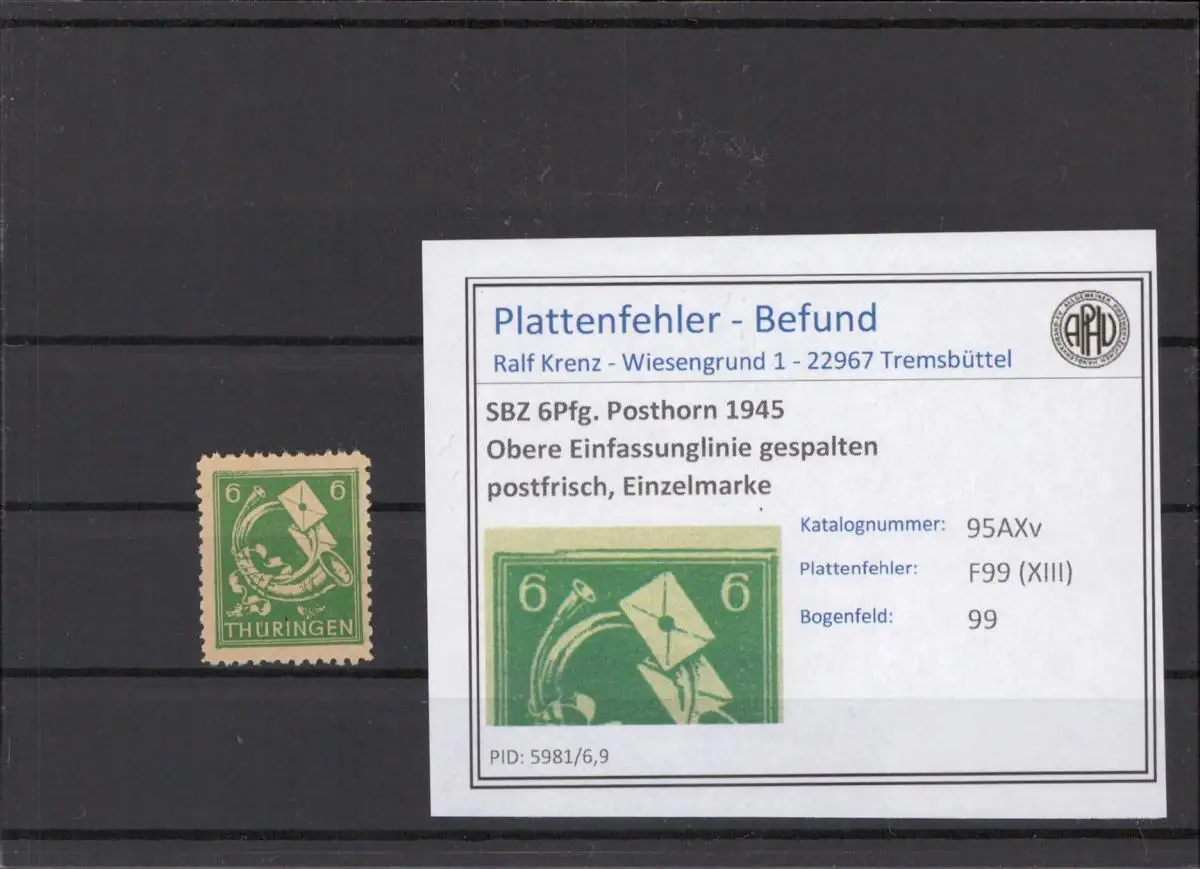 6 6
THÜRINGEN
Plattenfehler - Befund
Ralf Krenz - Wiesengrund 1 - 22967 Tremsbüttel
APHV
SBZ 6Pfg. Posthorn 1945
Obere Einfassunglinie gespalten
postfrisch, Einzelmarke
6 6
Katalognummer: 95AXv
Plattenfehler: F99 (XIII)
Bogenfeld: 99
PID: 5981/6,9